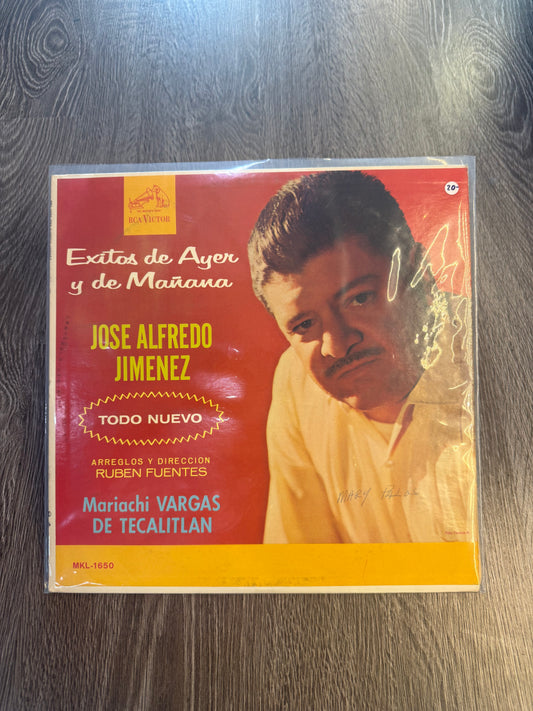 20-
RCA VICTOR
Exitos de Ayer
y de Mañana
JOSE ALFREDO
JIMENEZ
TODO NUEVO
ARREGLOS Y DIRECCION
RUBEN FUENTES
Mariachi VARGAS
DE TECALITLAN
MARY
MKL-1650